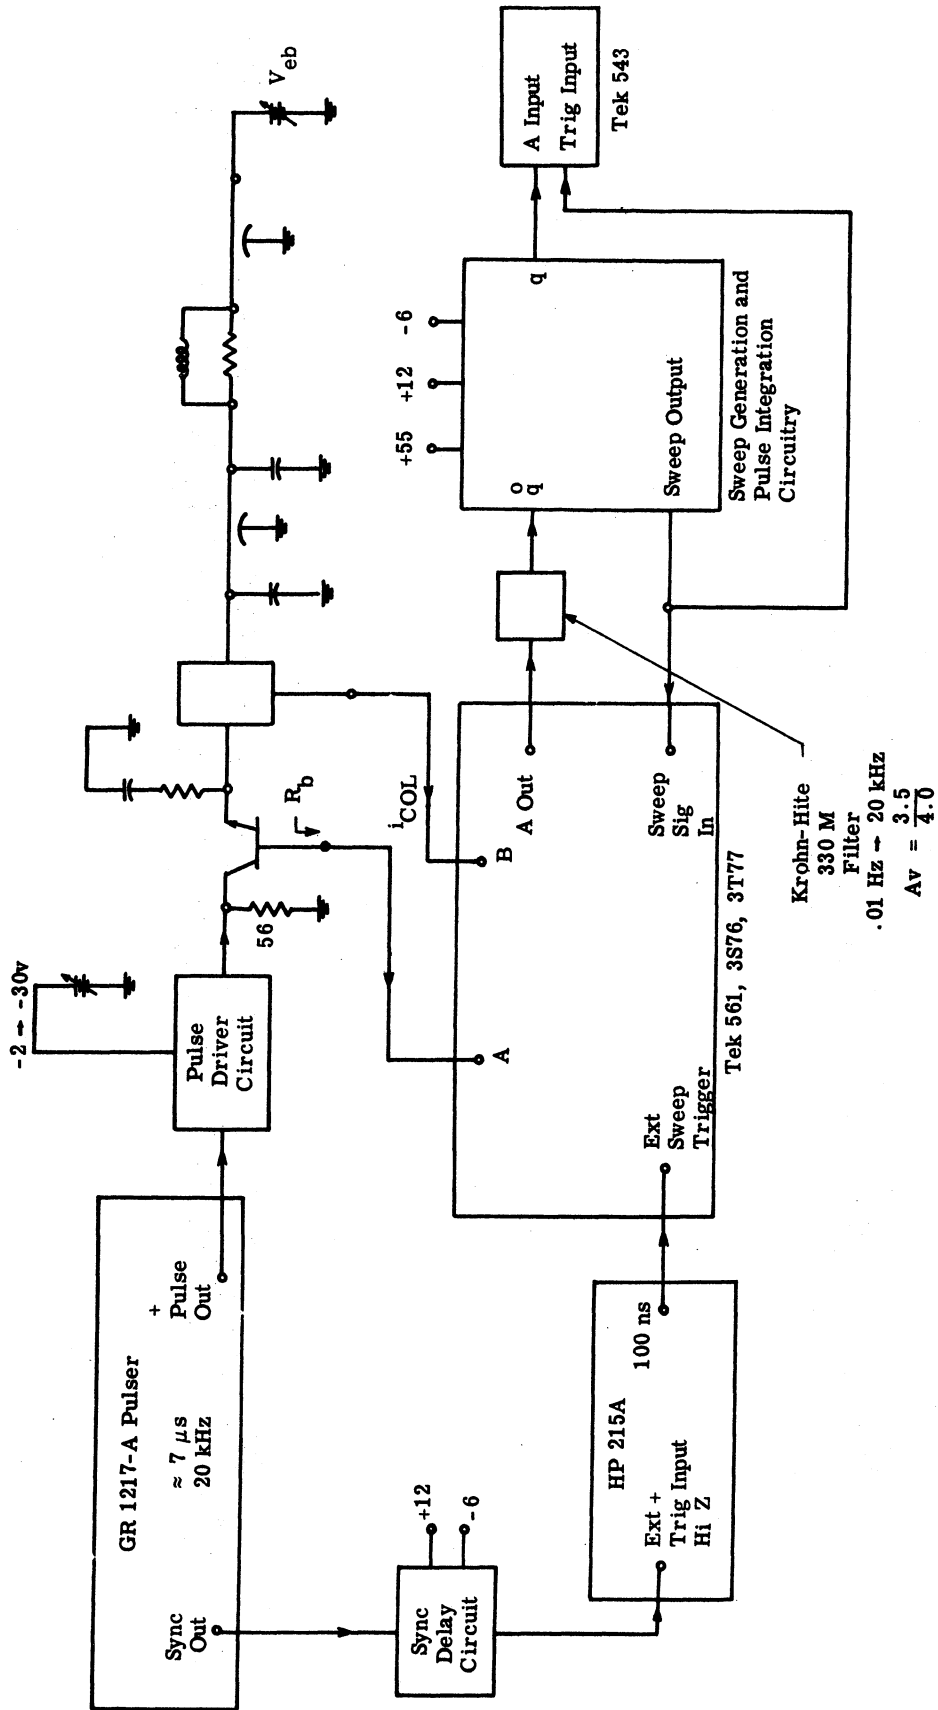 GR 1217-A Pulser
Sync
Out
≈ 7 μs
20 kHz
+
Pulse
Out
-2 → -30v
Pulse
Driver
Circuit
56
R_b
i_COL
V_eb
Sync
Delay
Circuit
+12
-6
HP 215A
Ext +
Trig Input
Hi Z
100 ns
Ext
Sweep
Trigger
A
B
A Out
Sweep
Sig
In
Tek 561, 3S76, 3T77
Krohn-Hite
330 M
Filter
.01 Hz → 20 kHz
Av = 3.5/4.0
+55
+12
-6
o
q
q
Sweep Output
Sweep Generation and
Pulse Integration
Circuitry
A Input
Trig Input
Tek 543